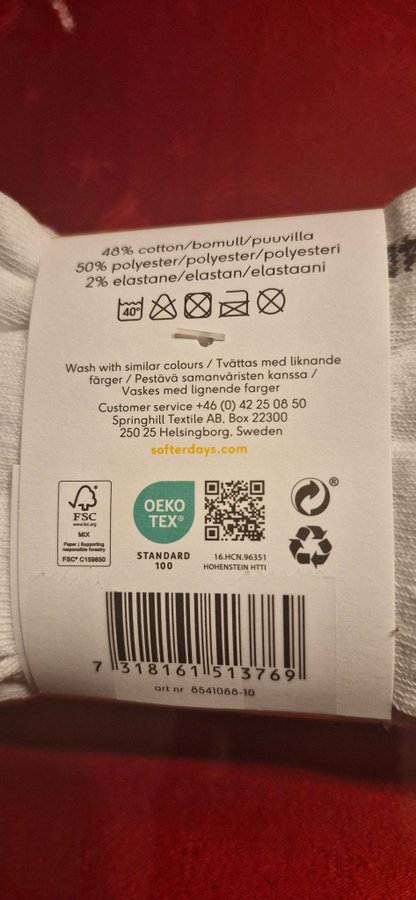 48% cotton/bomull/puuvilla
50% polyester/polyester/polyesteri
2% elastane/elastan/elastaani
40°
Wash with similar colours / Tvättas med liknande
färger / Pestävä samanväristen kanssa /
Vaskes med lignende farger
Customer service +46 (0) 42 25 08 50
Springhill Textile AB, Box 22300
250 25 Helsingborg, Sweden
softerdays.com
FSC
www.fsc.org
MIX
Paper | Supporting
responsible forestry
FSC® C159850
OEKO
TEX®
STANDARD
100
16.HCN.96351
HOHENSTEIN HTTI
®
7 318161 513769
art nr 8541088-10